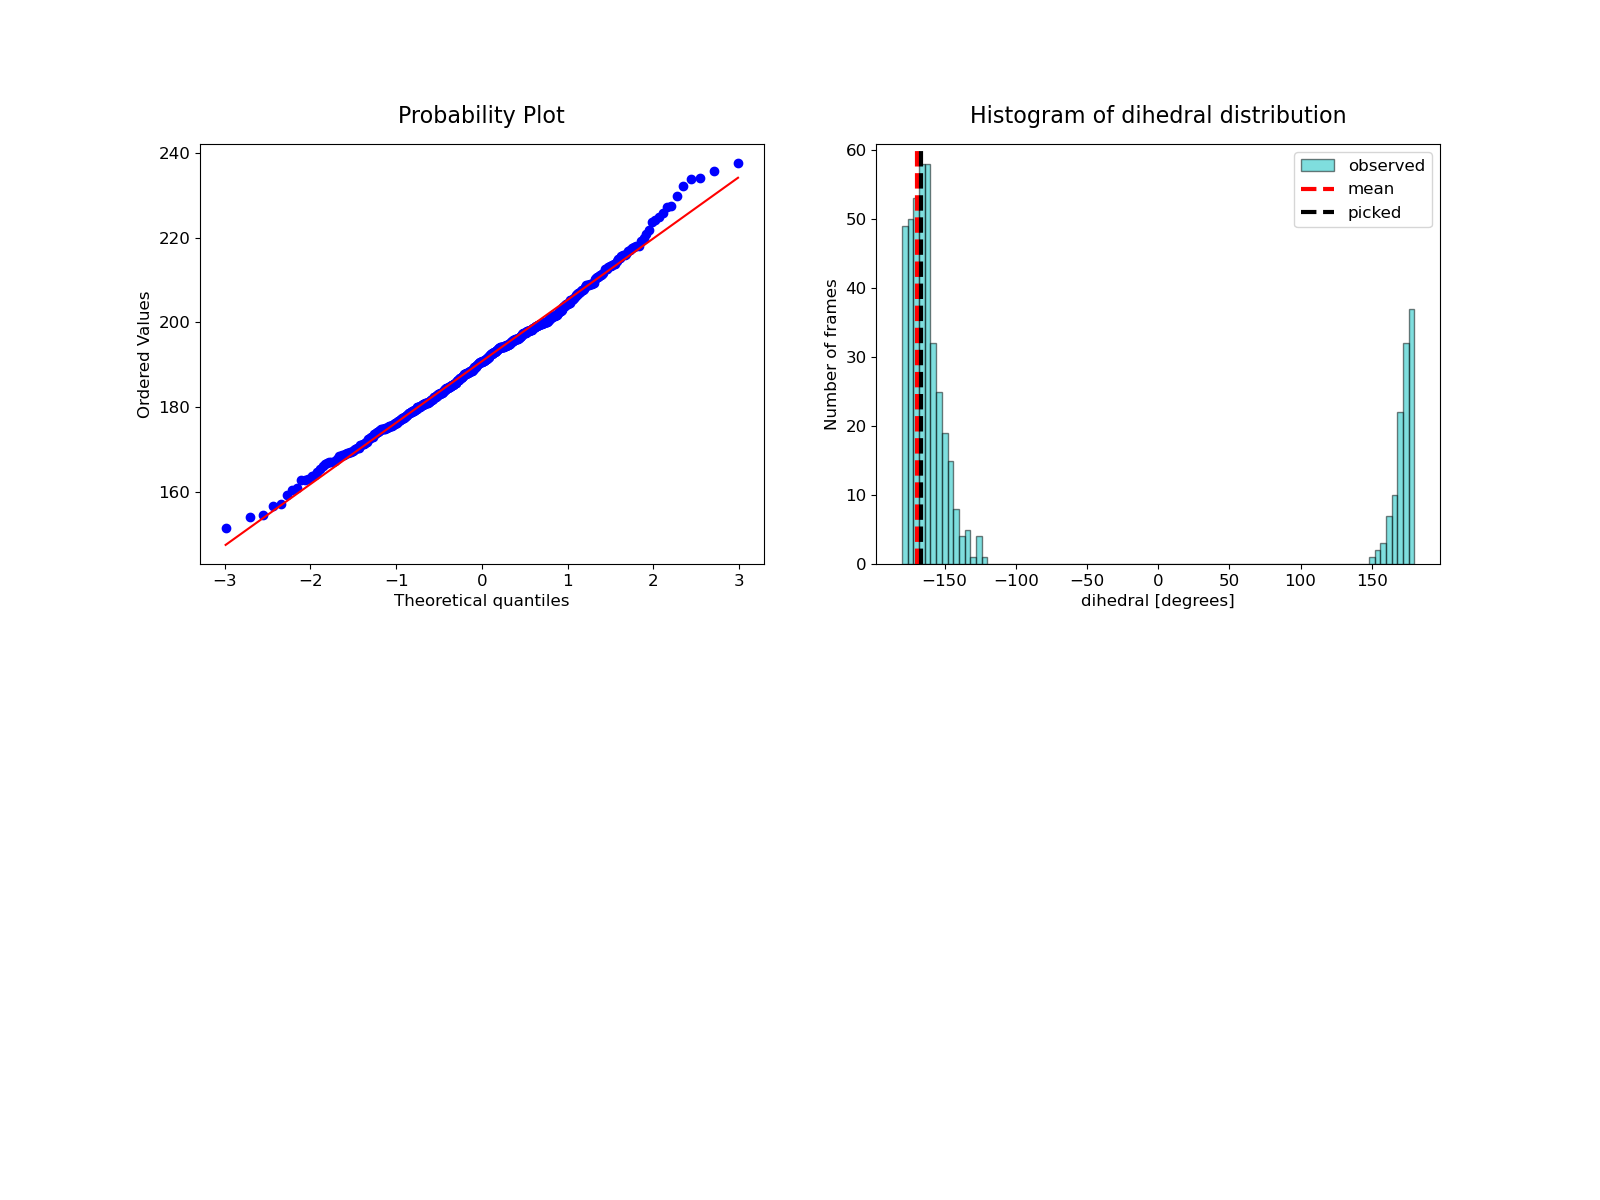 Probability Plot
240
220
200
180
160
Ordered Values
−3 −2 −1 0 1 2 3
Theoretical quantiles
Histogram of dihedral distribution
60
50
40
30
20
10
0
Number of frames
observed
mean
picked
−150 −100 −50 0 50 100 150
dihedral [degrees]